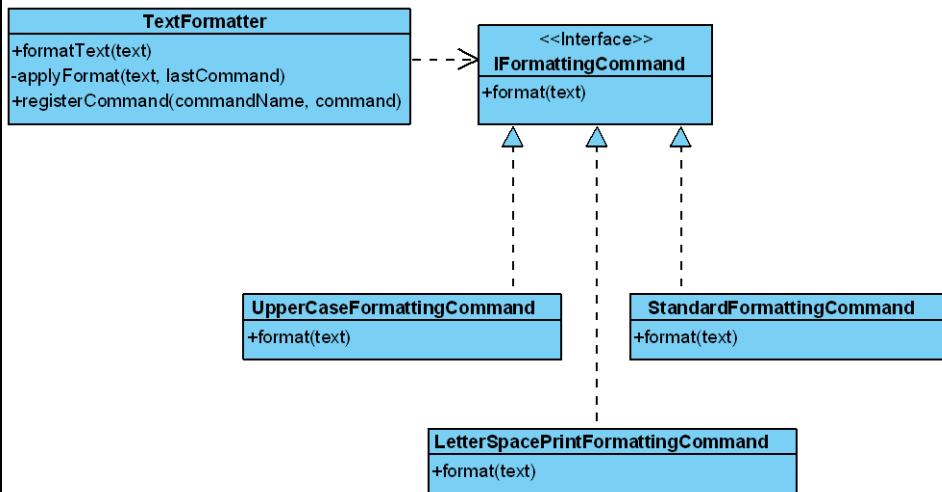 TextFormatter
+formatText(text)
-applyFormat(text, lastCommand)
+registerCommand(commandName, command)
<<Interface>>
IFormattingCommand
+format(text)
UpperCaseFormattingCommand
+format(text)
StandardFormattingCommand
+format(text)
LetterSpacePrintFormattingCommand
+format(text)